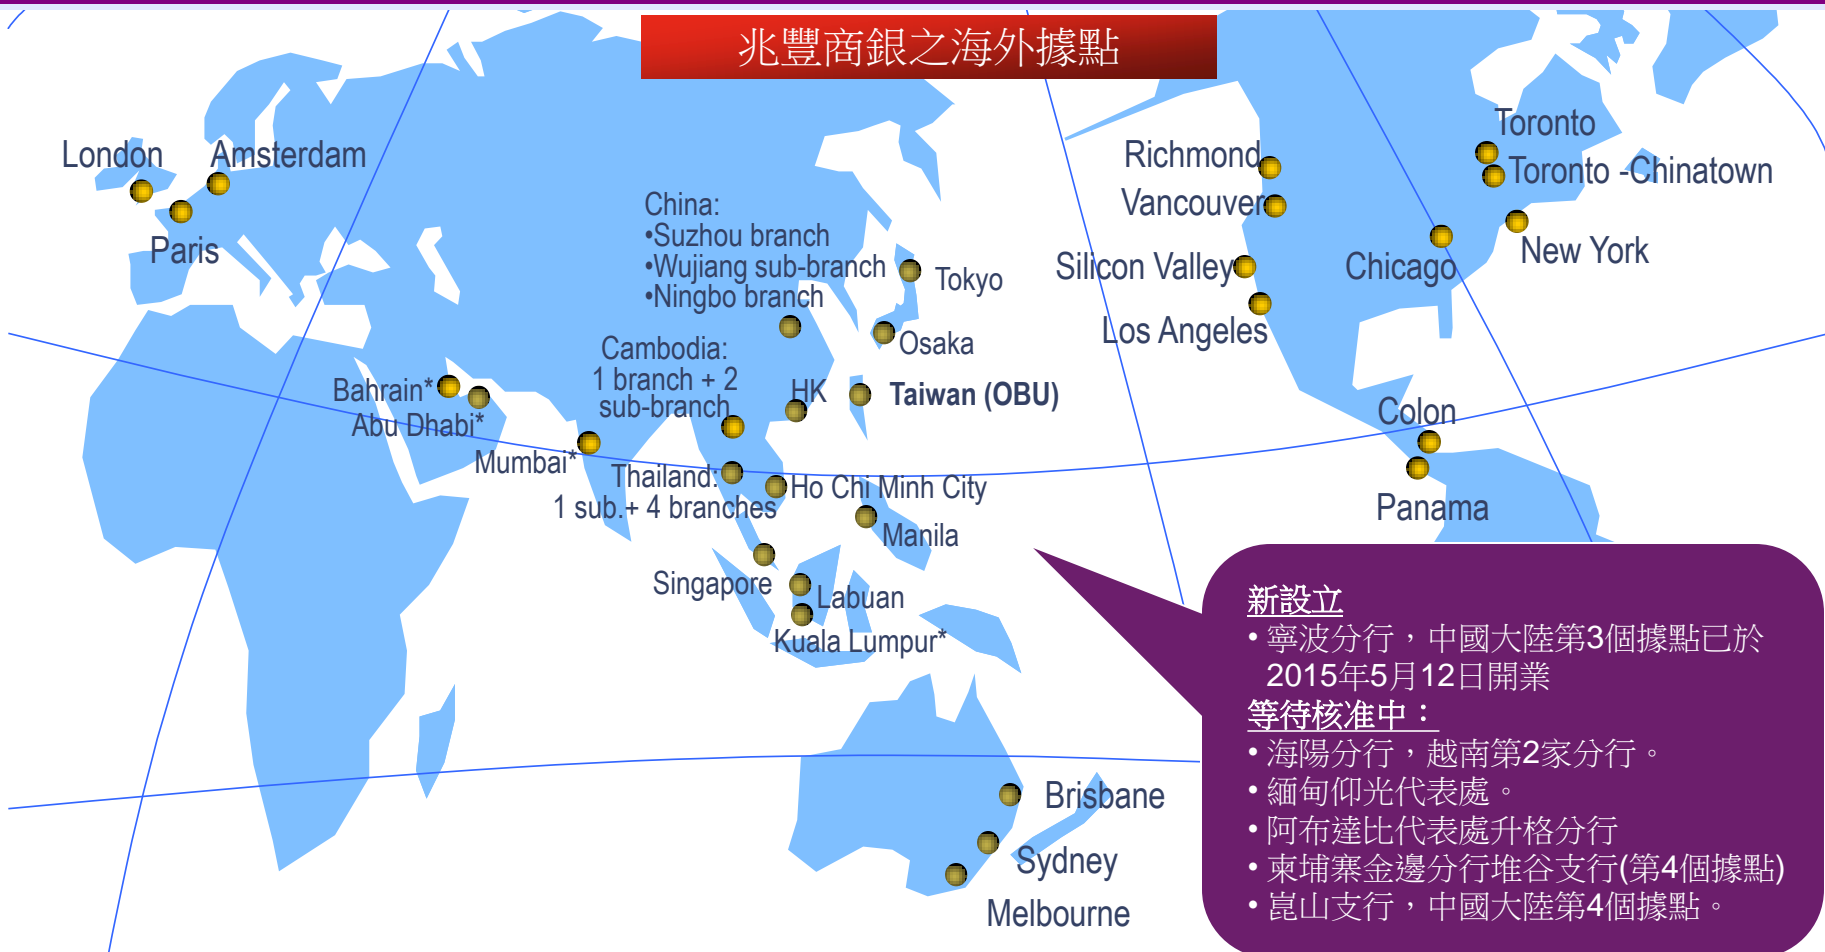 兆豐商銀之海外據點
London
Amsterdam
Paris
China:
•Suzhou branch
•Wujiang sub-branch
•Ningbo branch
Tokyo
Osaka
Cambodia:
1 branch + 2
sub-branch
HK
Taiwan (OBU)
Bahrain*
Abu Dhabi*
Mumbai*
Thailand:
1 sub.+ 4 branches
Ho Chi Minh City
Manila
Singapore
Labuan
Kuala Lumpur*
Brisbane
Sydney
Melbourne
Richmond
Vancouver
Silicon Valley
Los Angeles
Toronto
Toronto -Chinatown
New York
Chicago
Colon
Panama
新設立
• 寧波分行，中國大陸第3個據點已於
2015年5月12日開業
等待核准中：
• 海陽分行，越南第2家分行。
• 緬甸仰光代表處。
• 阿布達比代表處升格分行
• 柬埔寨金邊分行堆谷支行(第4個據點)
• 崑山支行，中國大陸第4個據點。